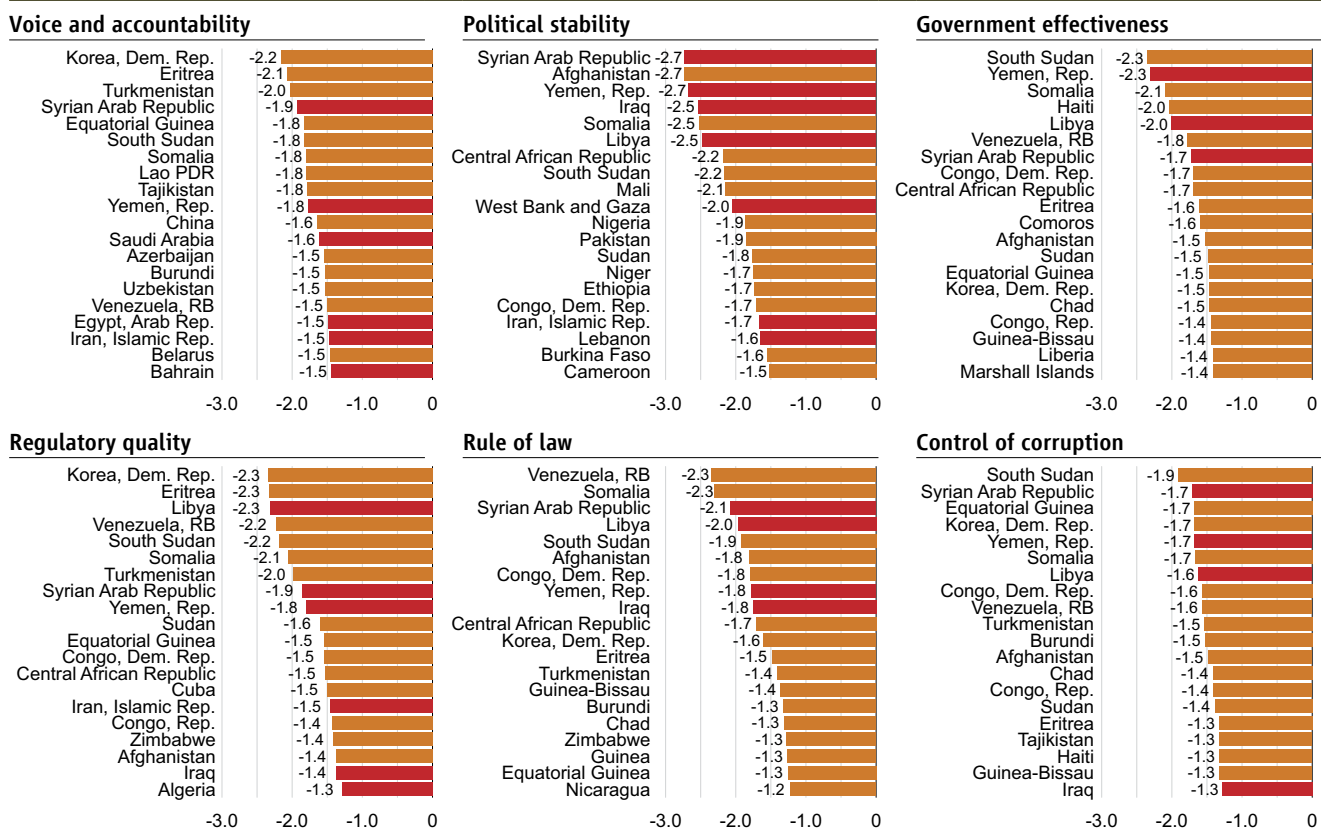 Voice and accountability
Korea, Dem. Rep. -2.2
Eritrea -2.1
Turkmenistan -2.0
Syrian Arab Republic -1.9
Equatorial Guinea -1.8
South Sudan -1.8
Somalia -1.8
Lao PDR -1.8
Tajikistan -1.8
Yemen, Rep. -1.8
China -1.6
Saudi Arabia -1.6
Azerbaijan -1.5
Burundi -1.5
Uzbekistan -1.5
Venezuela, RB -1.5
Egypt, Arab Rep. -1.5
Iran, Islamic Rep. -1.5
Belarus -1.5
Bahrain -1.5
-3.0 -2.0 -1.0 0
Political stability
Syrian Arab Republic -2.7
Afghanistan -2.7
Yemen, Rep. -2.7
Iraq -2.5
Somalia -2.5
Libya -2.5
Central African Republic -2.2
South Sudan -2.2
Mali -2.1
West Bank and Gaza -2.0
Nigeria -1.9
Pakistan -1.9
Sudan -1.8
Niger -1.7
Ethiopia -1.7
Congo, Dem. Rep. -1.7
Iran, Islamic Rep. -1.7
Lebanon -1.6
Burkina Faso -1.6
Cameroon -1.5
-3.0 -2.0 -1.0 0
Government effectiveness
South Sudan -2.3
Yemen, Rep. -2.3
Somalia -2.1
Haiti -2.0
Libya -2.0
Venezuela, RB -1.8
Syrian Arab Republic -1.7
Congo, Dem. Rep. -1.7
Central African Republic -1.7
Eritrea -1.6
Comoros -1.6
Afghanistan -1.5
Sudan -1.5
Equatorial Guinea -1.5
Korea, Dem. Rep. -1.5
Chad -1.5
Congo, Rep. -1.4
Guinea-Bissau -1.4
Liberia -1.4
Marshall Islands -1.4
-3.0 -2.0 -1.0 0
Regulatory quality
Korea, Dem. Rep. -2.3
Eritrea -2.3
Libya -2.3
Venezuela, RB -2.2
South Sudan -2.2
Somalia -2.1
Turkmenistan -2.0
Syrian Arab Republic -1.9
Yemen, Rep. -1.8
Sudan -1.6
Equatorial Guinea -1.5
Congo, Dem. Rep. -1.5
Central African Republic -1.5
Cuba -1.5
Iran, Islamic Rep. -1.5
Congo, Rep. -1.4
Zimbabwe -1.4
Afghanistan -1.4
Iraq -1.4
Algeria -1.3
-3.0 -2.0 -1.0 0
Rule of law
Venezuela, RB -2.3
Somalia -2.3
Syrian Arab Republic -2.1
Libya -2.0
South Sudan -1.9
Afghanistan -1.8
Congo, Dem. Rep. -1.8
Yemen, Rep. -1.8
Iraq -1.8
Central African Republic -1.7
Korea, Dem. Rep. -1.6
Eritrea -1.5
Turkmenistan -1.4
Guinea-Bissau -1.4
Burundi -1.3
Chad -1.3
Zimbabwe -1.3
Guinea -1.3
Equatorial Guinea -1.3
Nicaragua -1.2
-3.0 -2.0 -1.0 0
Control of corruption
South Sudan -1.9
Syrian Arab Republic -1.7
Equatorial Guinea -1.7
Korea, Dem. Rep. -1.7
Yemen, Rep. -1.7
Somalia -1.7
Libya -1.6
Congo, Dem. Rep. -1.6
Venezuela, RB -1.6
Turkmenistan -1.5
Burundi -1.5
Afghanistan -1.5
Chad -1.4
Congo, Rep. -1.4
Sudan -1.4
Eritrea -1.3
Tajikistan -1.3
Haiti -1.3
Guinea-Bissau -1.3
Iraq -1.3
-3.0 -2.0 -1.0 0